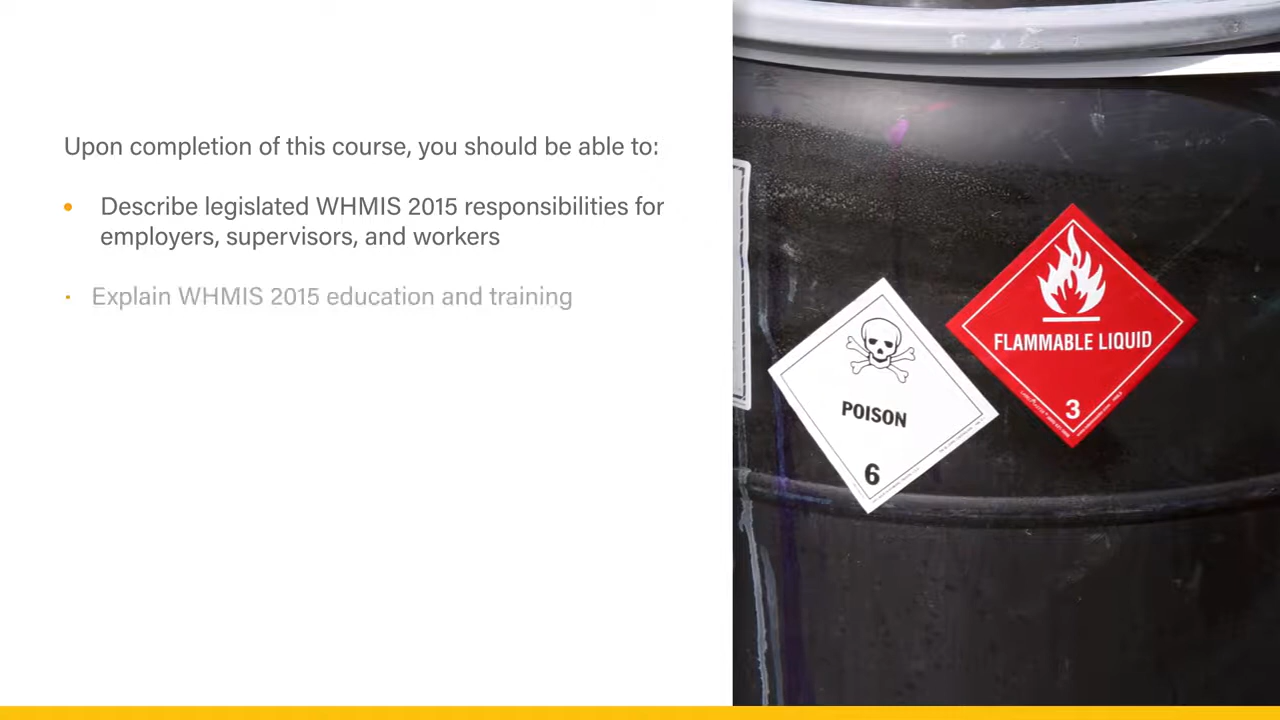 Upon completion of this course, you should be able to:
• Describe legislated WHMIS 2015 responsibilities for
employers, supervisors, and workers
• Explain WHMIS 2015 education and training
POISON
6
FLAMMABLE LIQUID
3